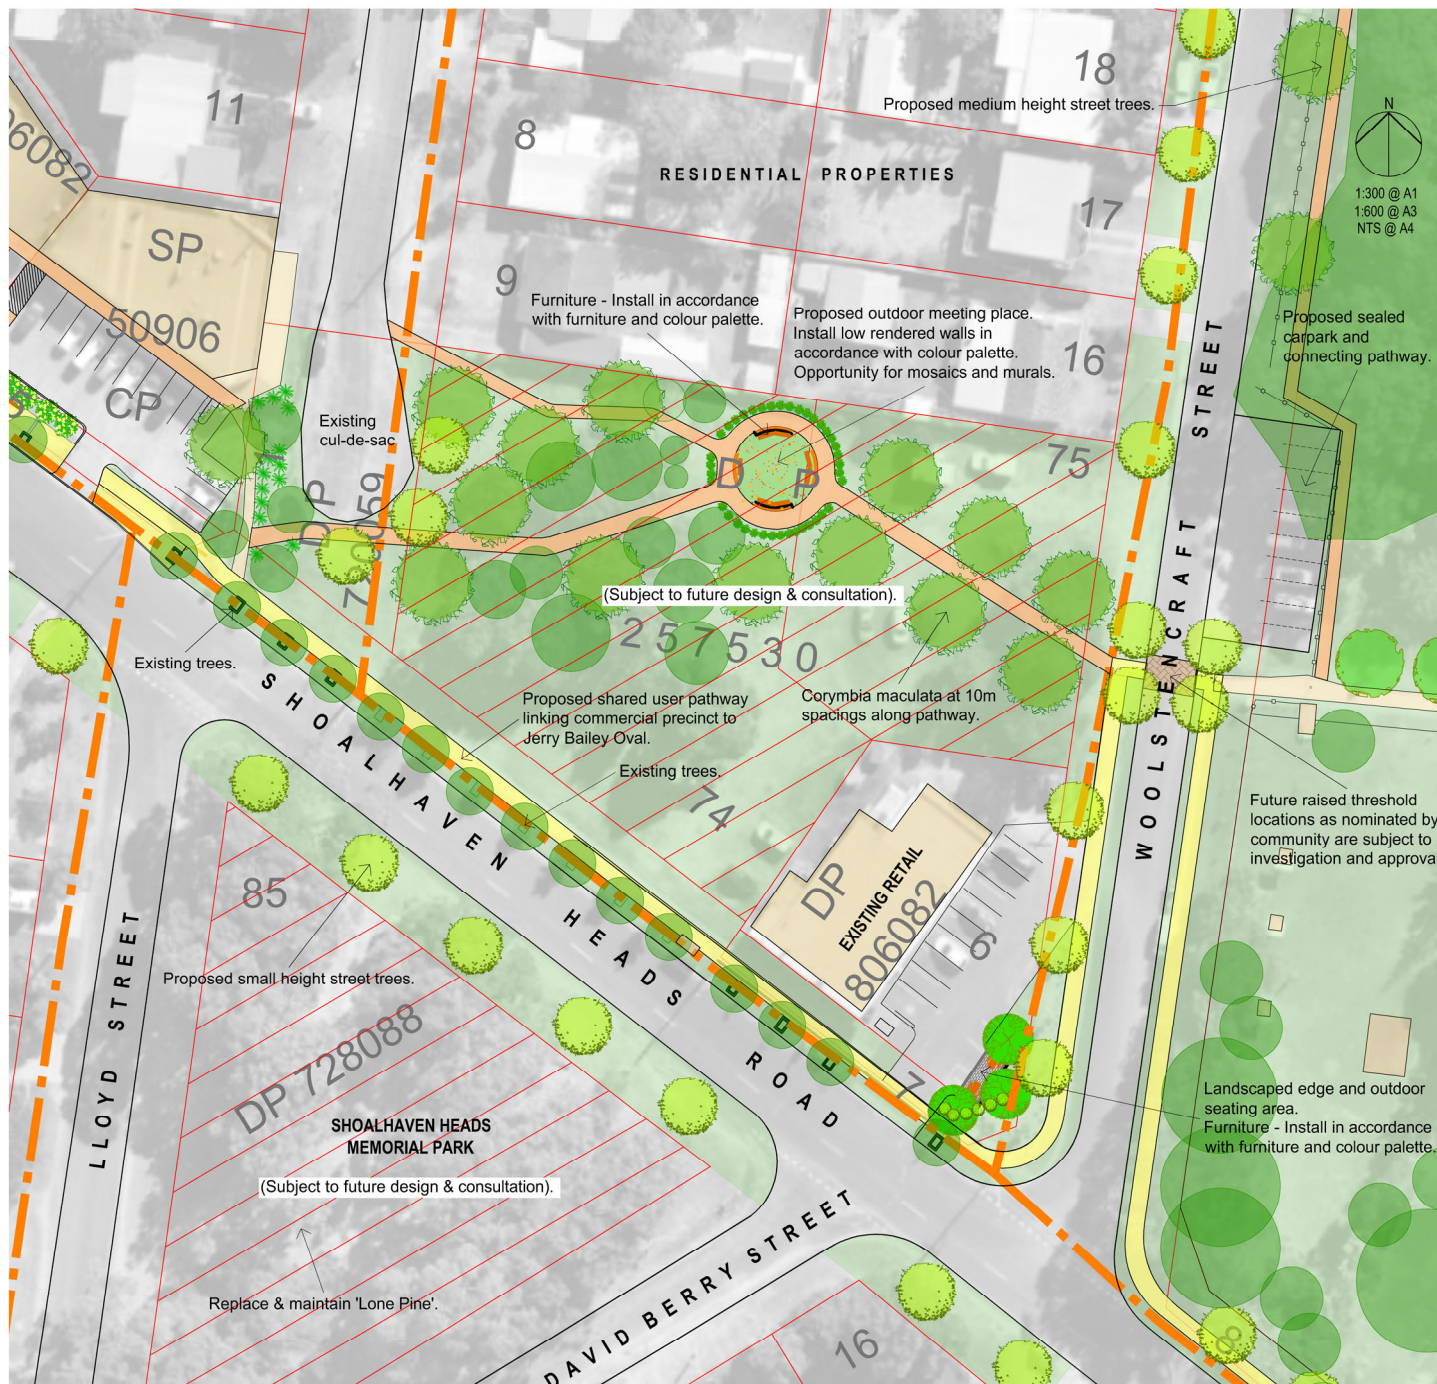 18
11
Proposed medium height street trees.
N
8
06082
RESIDENTIAL PROPERTIES
1:300 @ A1
1:600 @ A3
NTS @ A4
17
SP
9
Furniture - Install in accordance
with furniture and colour palette.
Proposed outdoor meeting place.
Install low rendered walls in
accordance with colour palette.
Opportunity for mosaics and murals.
50906
16
Proposed sealed
carpark and
connecting pathway.
CP
Existing
cul-de-sac
75
D P
DP
(Subject to future design & consultation).
257530
Existing trees.
Proposed shared user pathway
linking commercial precinct to
Jerry Bailey Oval.
Corymbia maculata at 10m
spacings along pathway.
SHOALHAVEN HEADS ROAD
WOOLSTENCRAFT STREET
Existing trees.
74
Future raised threshold
locations as nominated by
community are subject to
investigation and approva
85
DP
806082
EXISTING RETAIL
6
LLOYD STREET
Proposed small height street trees.
DP 728088
7
Landscaped edge and outdoor
seating area.
Furniture - Install in accordance
with furniture and colour palette.
SHOALHAVEN HEADS
MEMORIAL PARK
(Subject to future design & consultation).
DAVID BERRY STREET
Replace & maintain 'Lone Pine'.
16
8